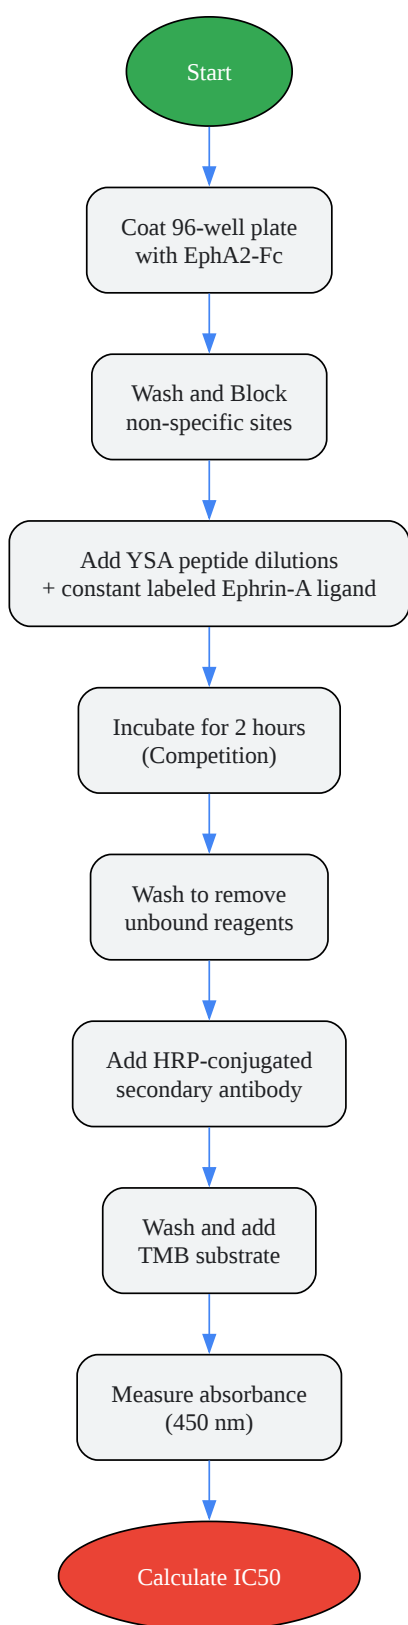 Start
Coat 96-well plate
with EphA2-Fc
Wash and Block
non-specific sites
Add YSA peptide dilutions
+ constant labeled Ephrin-A ligand
Incubate for 2 hours
(Competition)
Wash to remove
unbound reagents
Add HRP-conjugated
secondary antibody
Wash and add
TMB substrate
Measure absorbance
(450 nm)
Calculate IC50